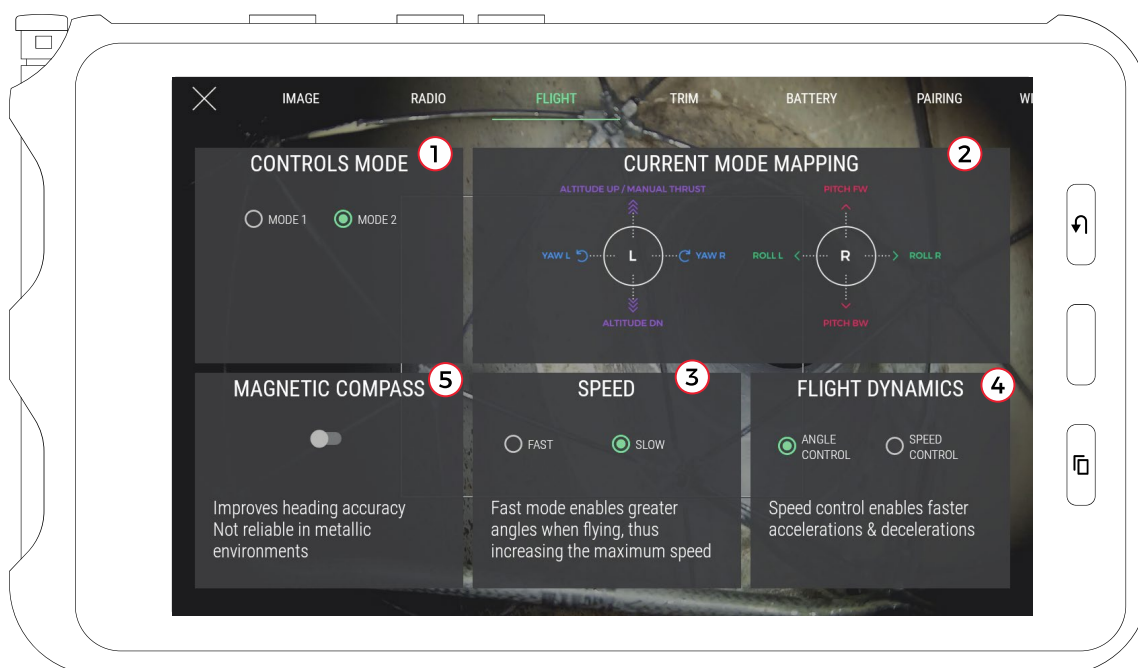 IMAGE RADIO FLIGHT TRIM BATTERY PAIRING
CONTROLS MODE 1
MODE 1 MODE 2
CURRENT MODE MAPPING 2
ALTITUDE UP / MANUAL THRUST
YAW L L YAW R
ALTITUDE DN
PITCH FW
ROLL L R ROLL R
PITCH BW
MAGNETIC COMPASS 5
Improves heading accuracy
Not reliable in metallic
environments
SPEED 3
FAST SLOW
Fast mode enables greater
angles when flying, thus
increasing the maximum speed
FLIGHT DYNAMICS 4
ANGLE
CONTROL
SPEED
CONTROL
Speed control enables faster
accelerations & decelerations